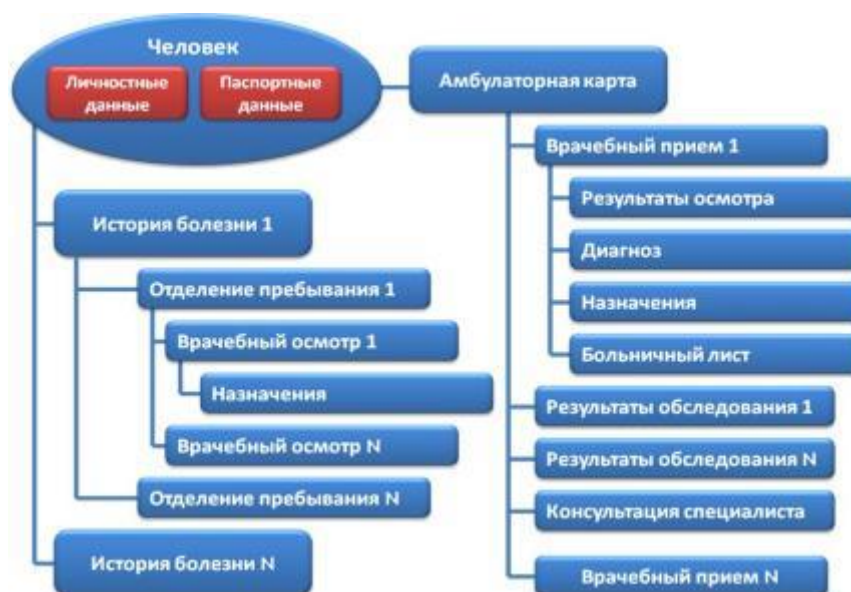 Человек
Личностные
данные
Паспортные
данные
Амбулаторная карта
Врачебный прием 1
Результаты осмотра
Диагноз
Назначения
Больничный лист
Результаты обследования 1
Результаты обследования N
Консультация специалиста
Врачебный прием N
История болезни 1
Отделение пребывания 1
Врачебный осмотр 1
Назначения
Врачебный осмотр N
Отделение пребывания N
История болезни N